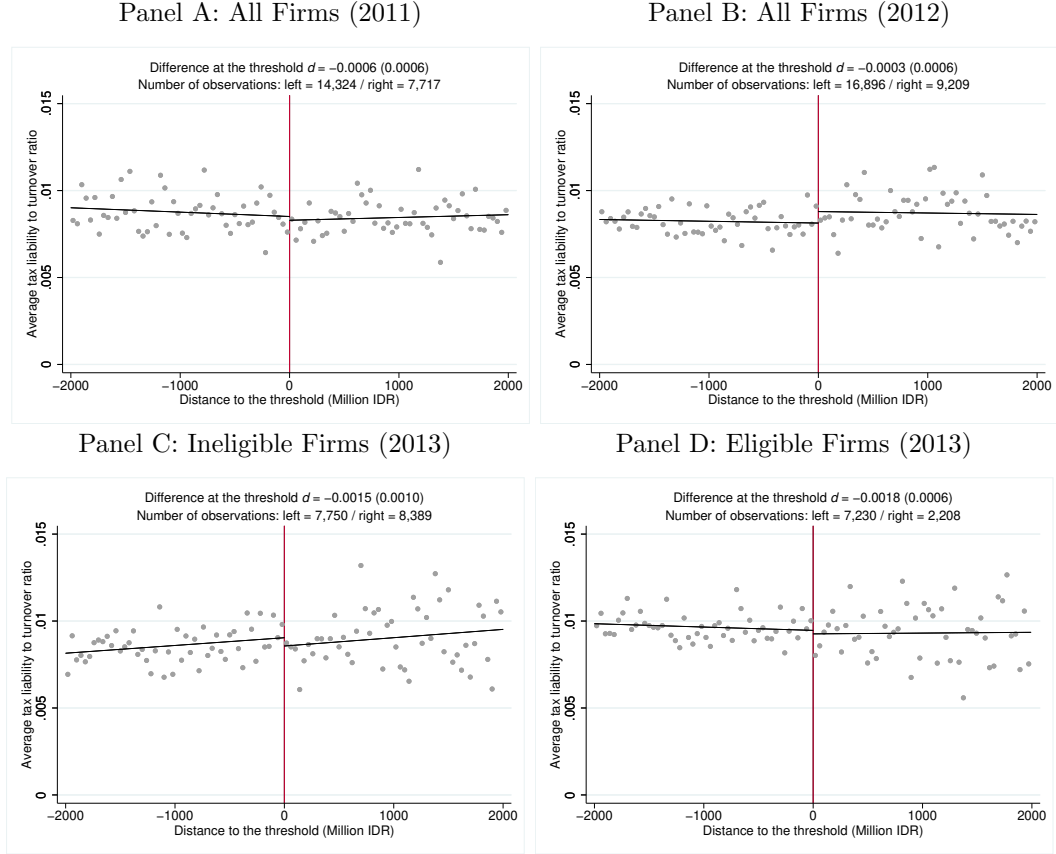 Panel A: All Firms (2011)
Difference at the threshold d = −0.0006 (0.0006)
Number of observations: left = 14,324 / right = 7,717
Average tax liability to turnover ratio
.015
.01
.005
0
−2000 −1000 0 1000 2000
Distance to the threshold (Million IDR)
Panel B: All Firms (2012)
Difference at the threshold d = −0.0003 (0.0006)
Number of observations: left = 16,896 / right = 9,209
Average tax liability to turnover ratio
.015
.01
.005
0
−2000 −1000 0 1000 2000
Distance to the threshold (Million IDR)
Panel C: Ineligible Firms (2013)
Difference at the threshold d = −0.0015 (0.0010)
Number of observations: left = 7,750 / right = 8,389
Average tax liability to turnover ratio
.015
.01
.005
0
−2000 −1000 0 1000 2000
Distance to the threshold (Million IDR)
Panel D: Eligible Firms (2013)
Difference at the threshold d = −0.0018 (0.0006)
Number of observations: left = 7,230 / right = 2,208
Average tax liability to turnover ratio
.015
.01
.005
0
−2000 −1000 0 1000 2000
Distance to the threshold (Million IDR)